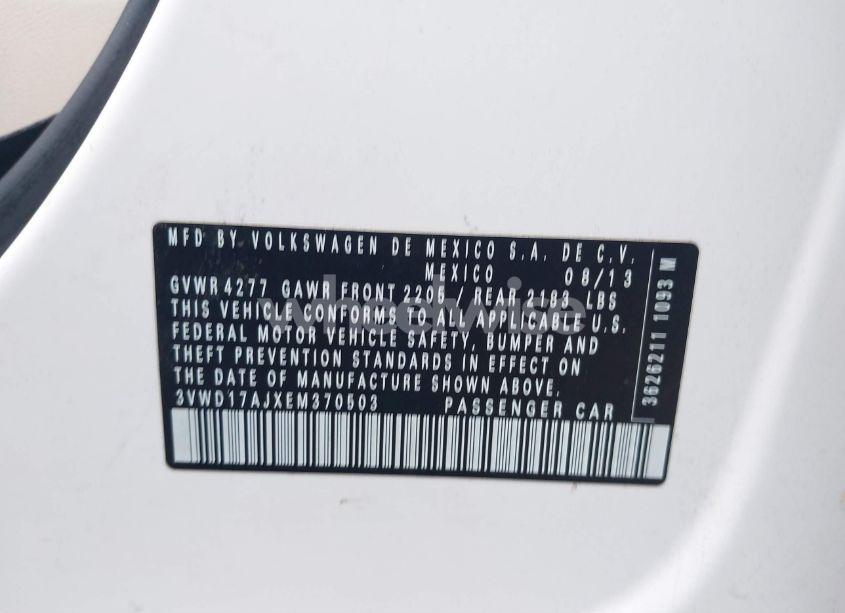 MFD BY VOLKSWAGEN DE MEXICO S.A. DE C.V.
MEXICO 08/13
GVWR 4277 GAWR FRONT 2205 / REAR 2183 LBS
THIS VEHICLE CONFORMS TO ALL APPLICABLE U.S.
FEDERAL MOTOR VEHICLE SAFETY, BUMPER AND
THEFT PREVENTION STANDARDS IN EFFECT ON
THE DATE OF MANUFACTURE SHOWN ABOVE.
3VWD17AJXEM370503 PASSENGER CAR
36262111 1093 M
wheelwise